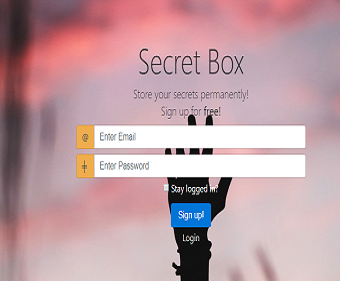 Secret Box
Store your secrets permanently!
Sign up for free!
@ Enter Email
Enter Password
Stay logged in?
Sign up!
Login